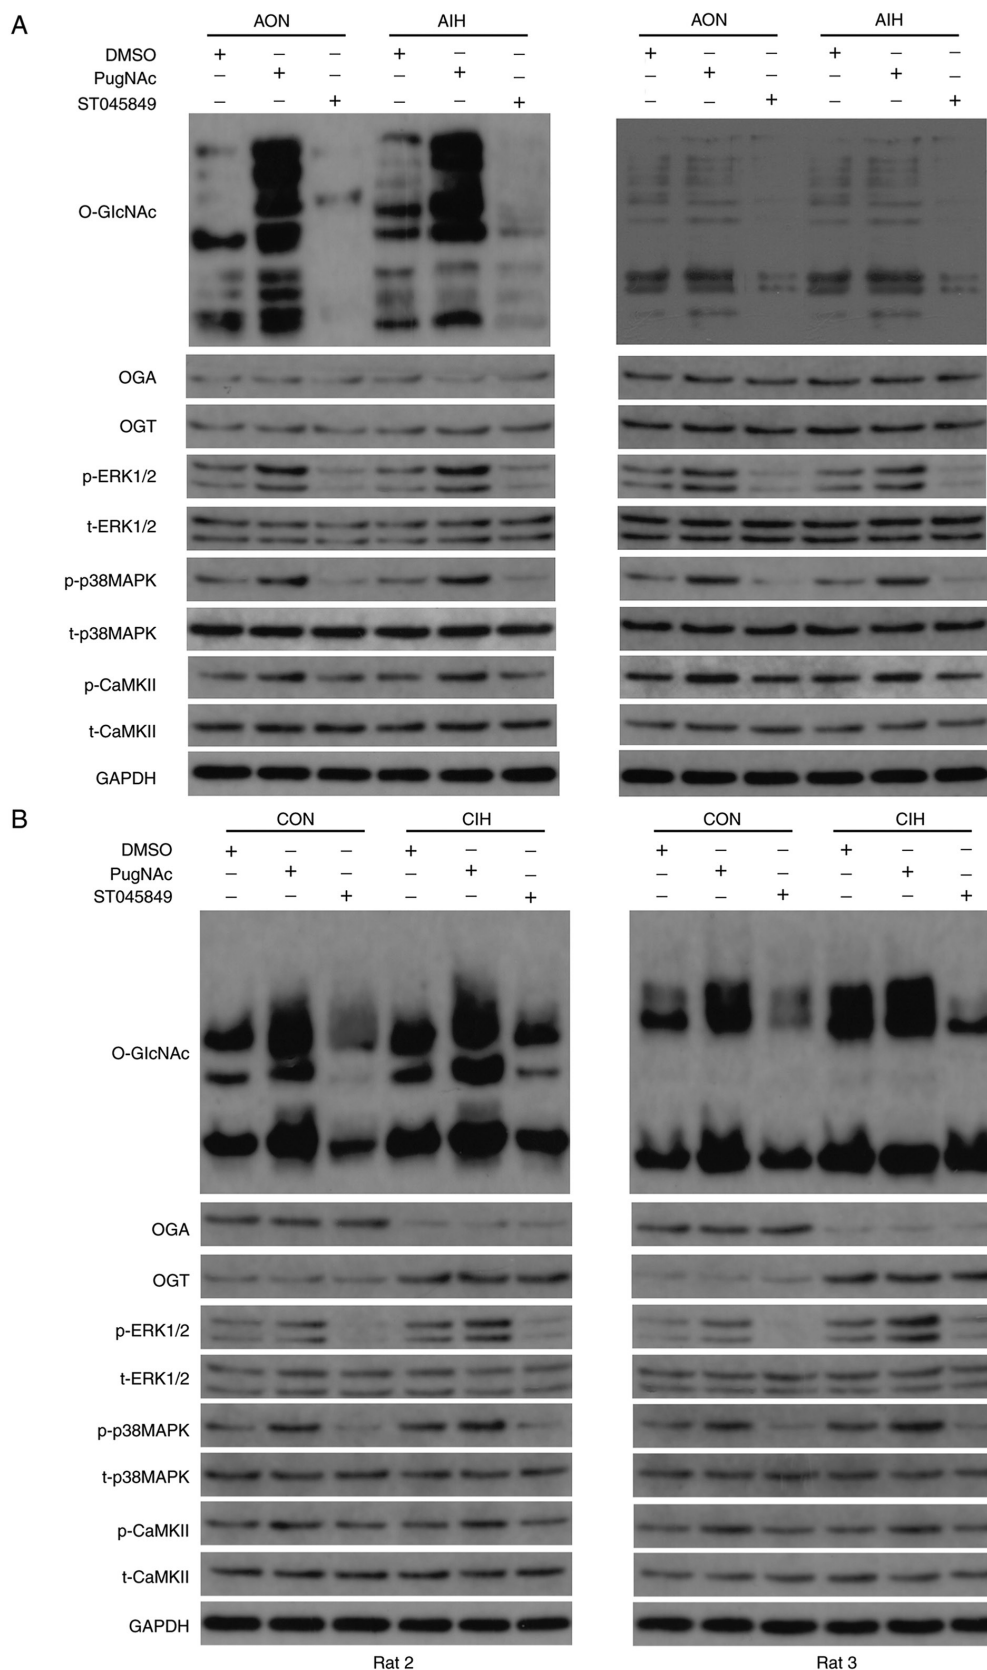 A
AON AIH AON AIH
DMSO + − − + − − + − − + − −
PugNAc − + − − + − − + − − + −
ST045849 − − + − − + − − + − − +
O-GlcNAc
OGA
OGT
p-ERK1/2
t-ERK1/2
p-p38MAPK
t-p38MAPK
p-CaMKII
t-CaMKII
GAPDH
B
CON CIH CON CIH
DMSO + − − + − − + − − + − −
PugNAc − + − − + − − + − − + −
ST045849 − − + − − + − − + − − +
O-GlcNAc
OGA
OGT
p-ERK1/2
t-ERK1/2
p-p38MAPK
t-p38MAPK
p-CaMKII
t-CaMKII
GAPDH
Rat 2 Rat 3